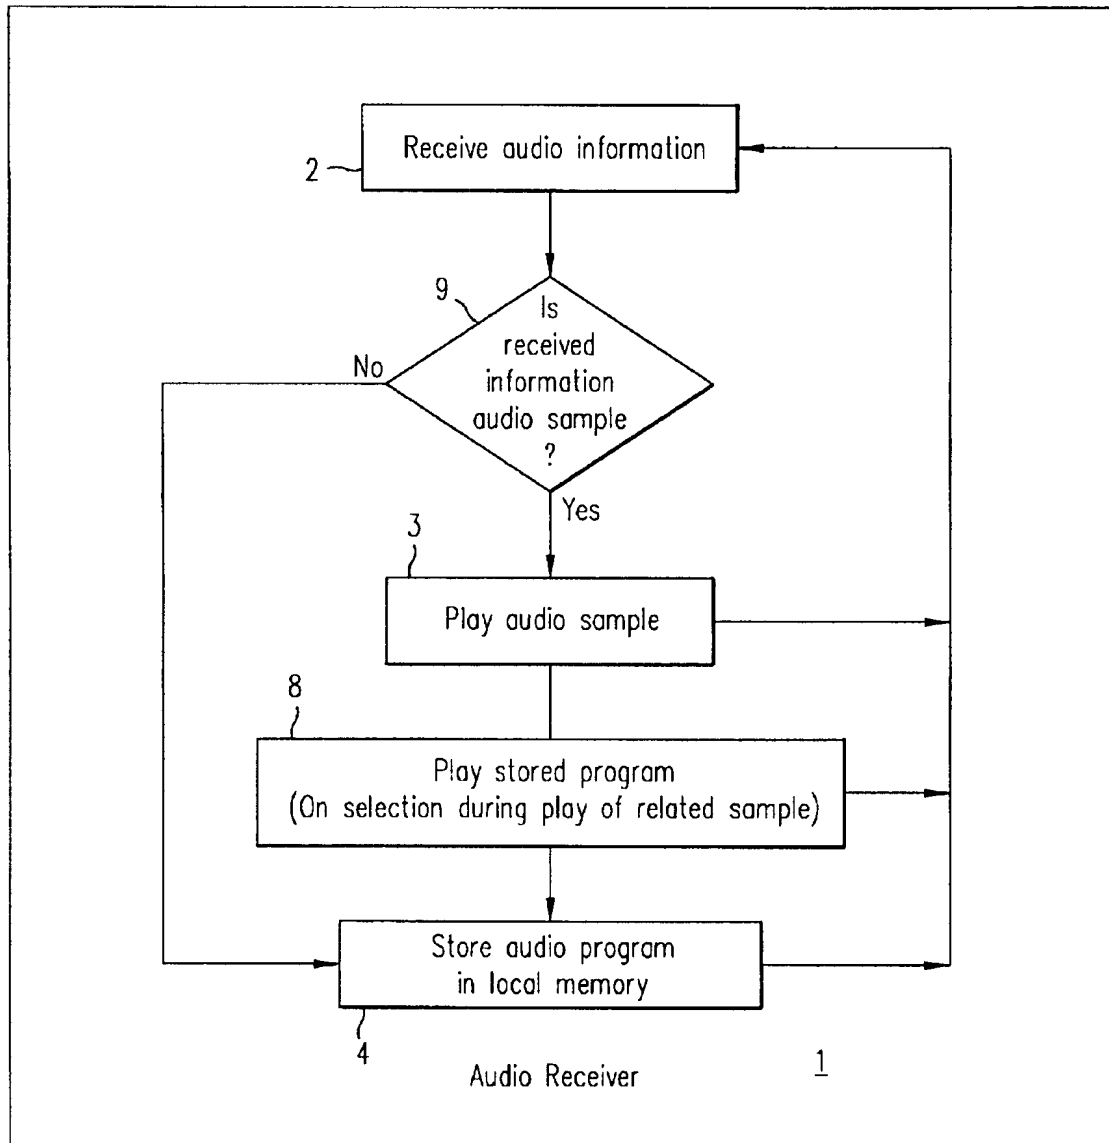 Receive audio information
2
9
Is
received
information
audio sample
?
No
Yes
3
Play audio sample
8
Play stored program
(On selection during play of related sample)
Store audio program
in local memory
4
Audio Receiver
1